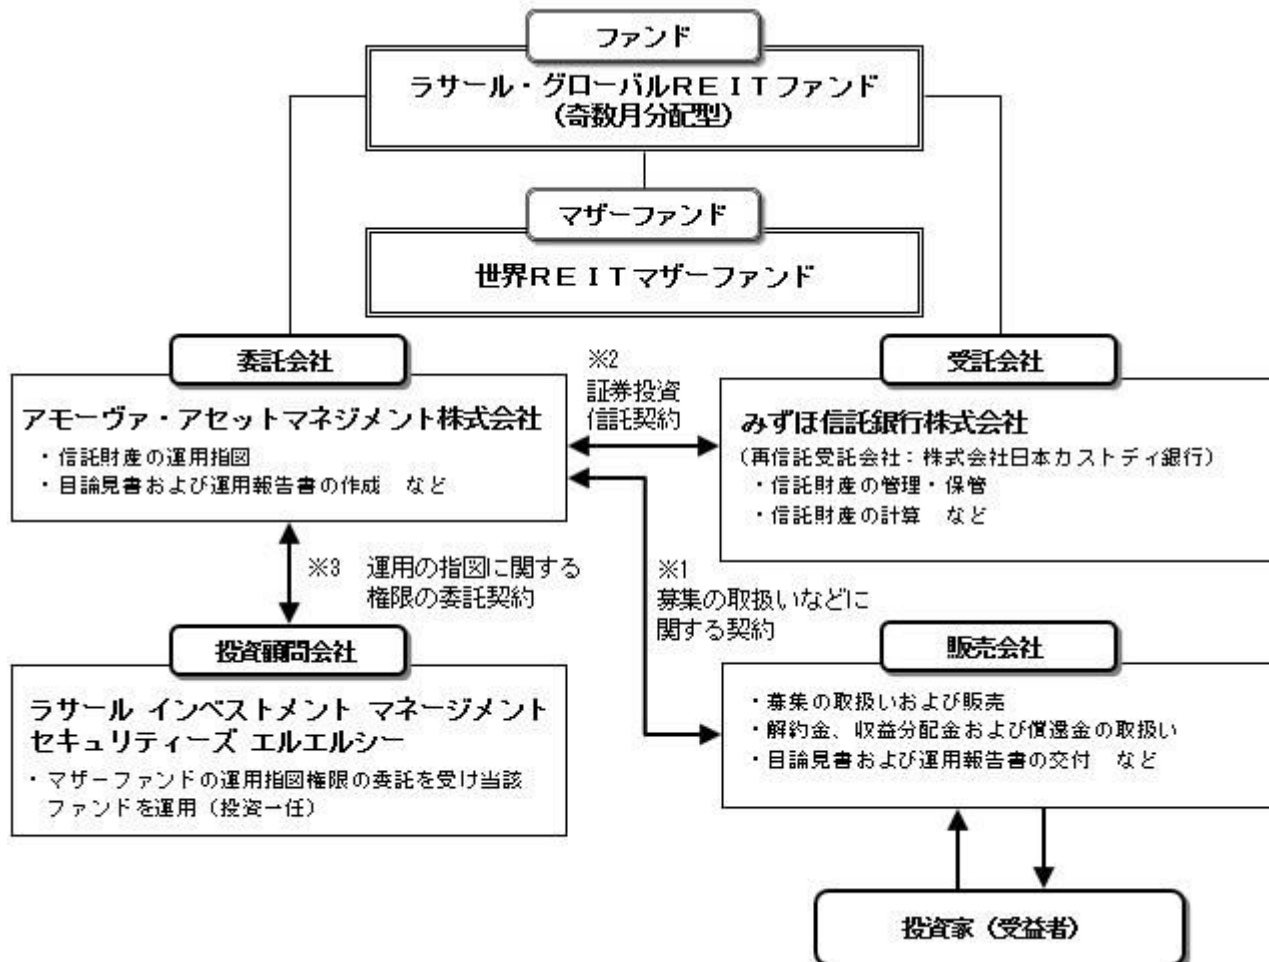 ファンド
ラサール・グローバルREITファンド
(奇数月分配型)
マザーファンド
世界REITマザーファンド
委託会社
アモーヴァ・アセットマネジメント株式会社
・信託財産の運用指図
・目論見書および運用報告書の作成 など
※2
証券投資
信託契約
受託会社
みずほ信託銀行株式会社
(再信託受託会社:株式会社日本カストディ銀行)
・信託財産の管理・保管
・信託財産の計算 など
※3 運用の指図に関する
権限の委託契約
※1
募集の取扱いなどに
関する契約
投資顧問会社
ラサール インベストメント マネージメント
セキュリティーズ エルエルシー
・マザーファンドの運用指図権限の委託を受け当該
ファンドを運用(投資一任)
販売会社
・募集の取扱いおよび販売
・解約金、収益分配金および償還金の取扱い
・目論見書および運用報告書の交付 など
投資家(受益者)